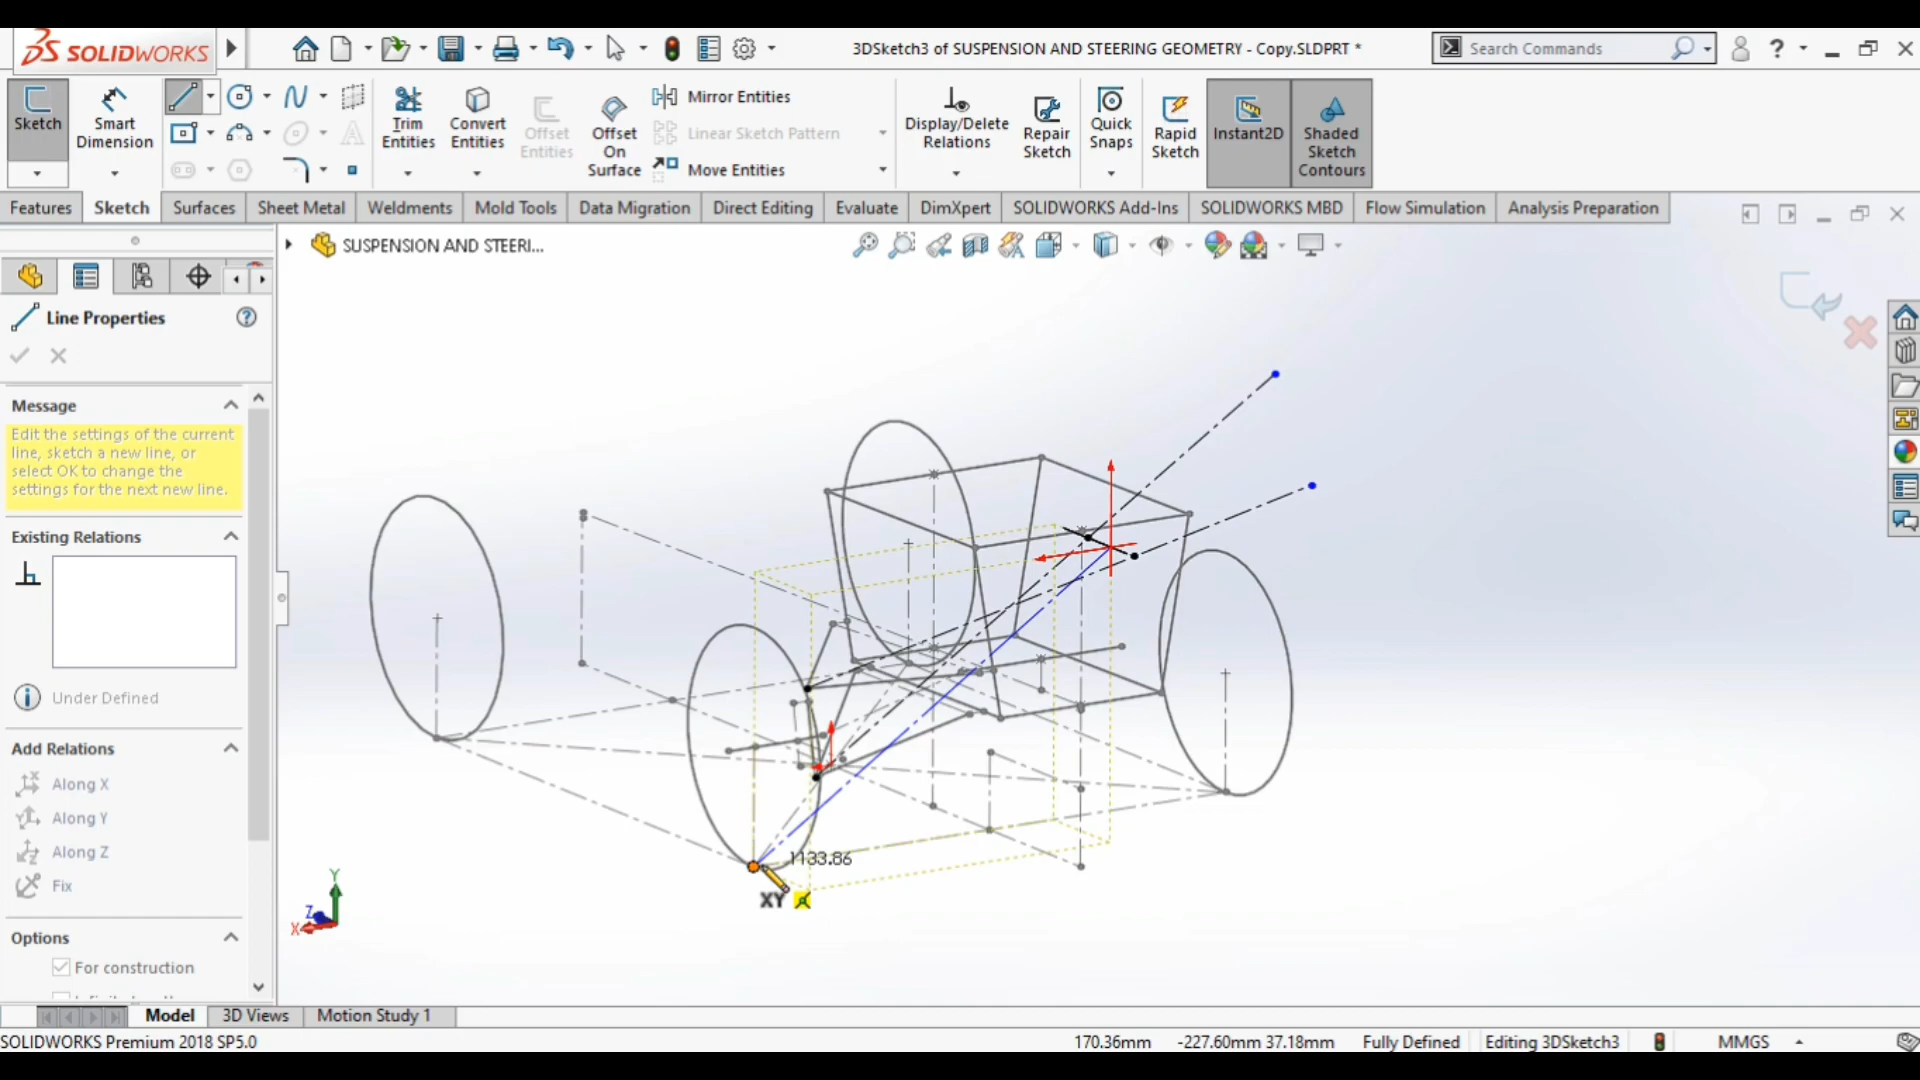 SOLIDWORKS
3DSketch3 of SUSPENSION AND STEERING GEOMETRY - Copy.SLDPRT *
Search Commands
?
Sketch
Smart Dimension
Trim Entities
Convert Entities
Offset Entities
Offset On Surface
Mirror Entities
Linear Sketch Pattern
Move Entities
Display/Delete Relations
Repair Sketch
Quick Snaps
Rapid Sketch
Instant2D
Shaded Sketch Contours
Features
Sketch
Surfaces
Sheet Metal
Weldments
Mold Tools
Data Migration
Direct Editing
Evaluate
DimXpert
SOLIDWORKS Add-Ins
SOLIDWORKS MBD
Flow Simulation
Analysis Preparation
SUSPENSION AND STEERI...
Line Properties
Message
Edit the settings of the current
line, sketch a new line, or
select OK to change the
settings for the next new line.
Existing Relations
Under Defined
Add Relations
Along X
Along Y
Along Z
Fix
Options
For construction
1133.86
XY
Y
Z
X
Model
3D Views
Motion Study 1
SOLIDWORKS Premium 2018 SP5.0
170.36mm
-227.60mm 37.18mm
Fully Defined
Editing 3DSketch3
MMGS